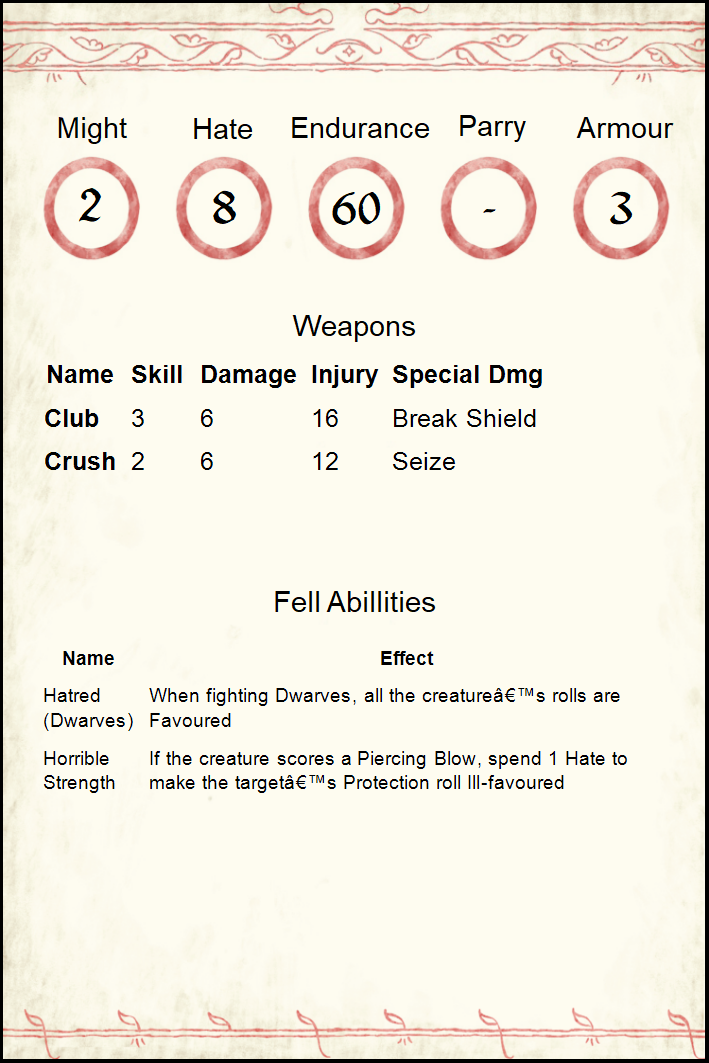 Might Hate Endurance Parry Armour
2 8 60 - 3
Weapons
Name Skill Damage Injury Special Dmg
Club 3 6 16 Break Shield
Crush 2 6 12 Seize
Fell Abillities
Name Effect
Hatred When fighting Dwarves, all the creatureâ€™s rolls are
(Dwarves) Favoured
Horrible If the creature scores a Piercing Blow, spend 1 Hate to
Strength make the targetâ€™s Protection roll Ill-favoured